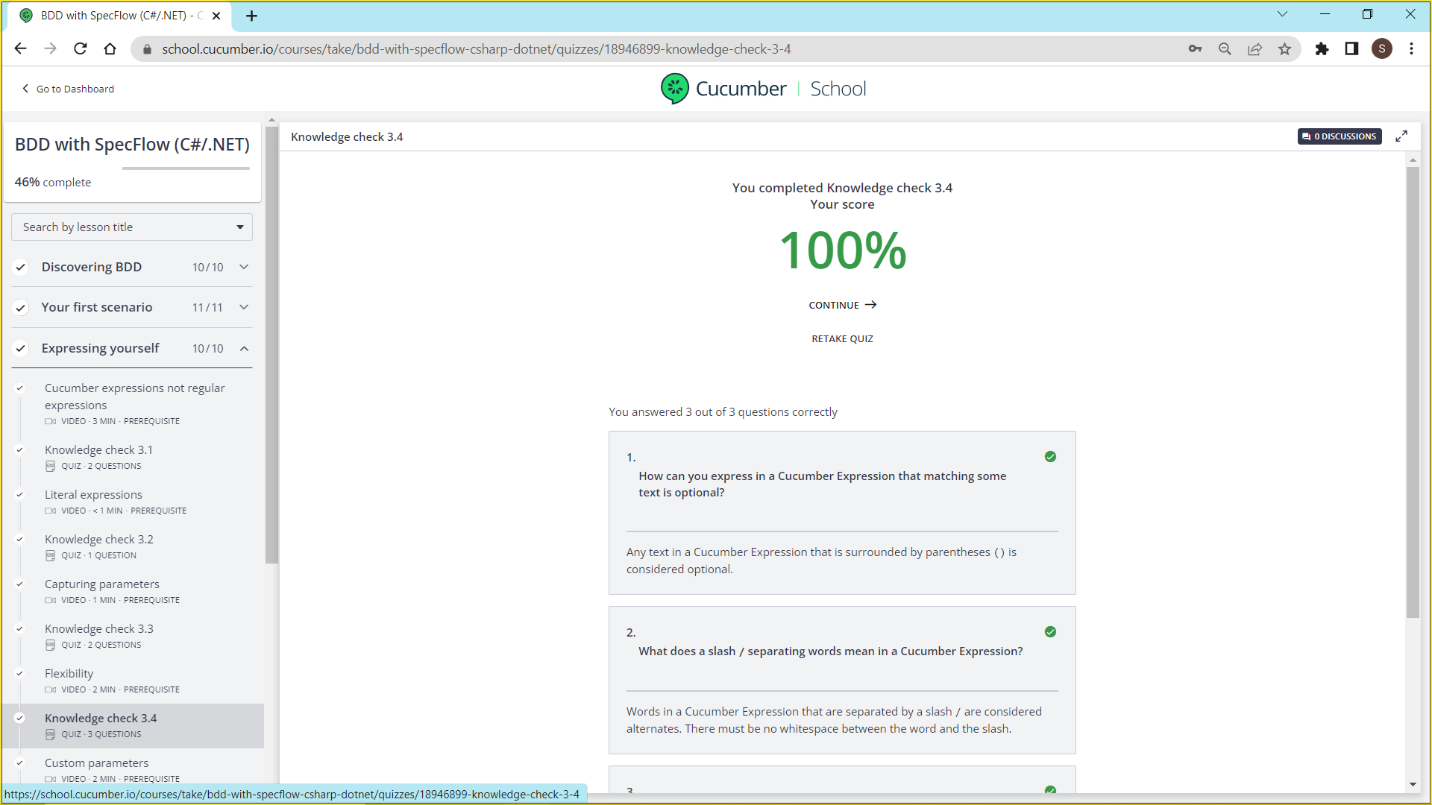 BDD with SpecFlow (C#/.NET) - C
school.cucumber.io/courses/take/bdd-with-specflow-csharp-dotnet/quizzes/18946899-knowledge-check-3-4
S
Go to Dashboard
Cucumber | School
BDD with SpecFlow (C#/.NET)
46% complete
Search by lesson title
Discovering BDD 10 / 10
Your first scenario 11 / 11
Expressing yourself 10 / 10
Cucumber expressions not regular
expressions
VIDEO · 3 MIN · PREREQUISITE
Knowledge check 3.1
QUIZ · 2 QUESTIONS
Literal expressions
VIDEO · < 1 MIN · PREREQUISITE
Knowledge check 3.2
QUIZ · 1 QUESTION
Capturing parameters
VIDEO · 1 MIN · PREREQUISITE
Knowledge check 3.3
QUIZ · 2 QUESTIONS
Flexibility
VIDEO · 2 MIN · PREREQUISITE
Knowledge check 3.4
QUIZ · 3 QUESTIONS
Custom parameters
VIDEO · 2 MIN · PREREQUISITE
https://school.cucumber.io/courses/take/bdd-with-specflow-csharp-dotnet/quizzes/18946899-knowledge-check-3-4
Knowledge check 3.4
0 DISCUSSIONS
You completed Knowledge check 3.4
Your score
100%
CONTINUE →
RETAKE QUIZ
You answered 3 out of 3 questions correctly
1.
How can you express in a Cucumber Expression that matching some
text is optional?
Any text in a Cucumber Expression that is surrounded by parentheses () is
considered optional.
2.
What does a slash / separating words mean in a Cucumber Expression?
Words in a Cucumber Expression that are separated by a slash / are considered
alternates. There must be no whitespace between the word and the slash.
3.